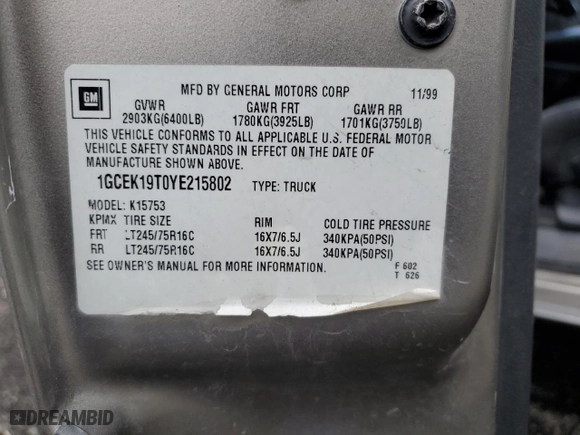 MFD BY GENERAL MOTORS CORP 11/99
GM
GVWR GAWR FRT GAWR RR
2903KG(6400LB) 1780KG(3925LB) 1701KG(3750LB)
THIS VEHICLE CONFORMS TO ALL APPLICABLE U.S. FEDERAL MOTOR
VEHICLE SAFETY STANDARDS IN EFFECT ON THE DATE OF
MANUFACTURE SHOWN ABOVE.
1GCEK19T0YE215802 TYPE: TRUCK
MODEL: K15753
KPMX TIRE SIZE RIM COLD TIRE PRESSURE
FRT LT245/75R16C 16X7/6.5J 340KPA(50PSI)
RR LT245/75R16C 16X7/6.5J 340KPA(50PSI)
SEE OWNER'S MANUAL FOR MORE INFORMATION.
F 602
T 626
DREAMBID